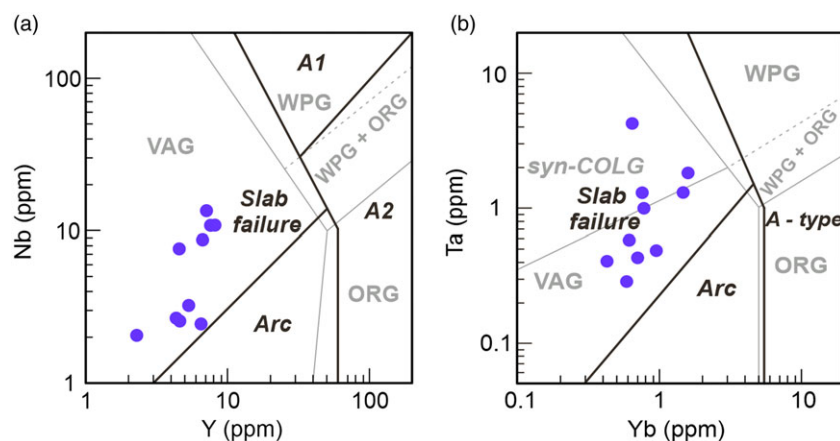 (a)
100
10
1
Nb (ppm)
A1
WPG
VAG
WPG + ORG
Slab
failure
A2
Arc
ORG
1
10
100
Y (ppm)
(b)
10
1
0.1
Ta (ppm)
WPG
WPG + ORG
syn-COLG
Slab
failure
A - type
VAG
Arc
ORG
0.1
1
10
Yb (ppm)